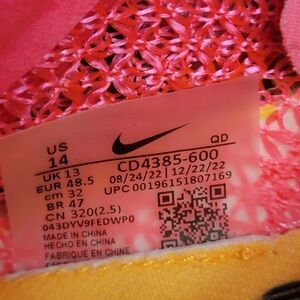 US
14
QD
UK 13
CD4385-600
EUR 48.5
08/24/22 | 12/22/22
cm 32
UPC 00196151807169
BR 47
CN 320(2.5)
043DYV9FEDWP0
MADE IN CHINA
HECHO EN CHINA
FABRIQUE EN CHINE